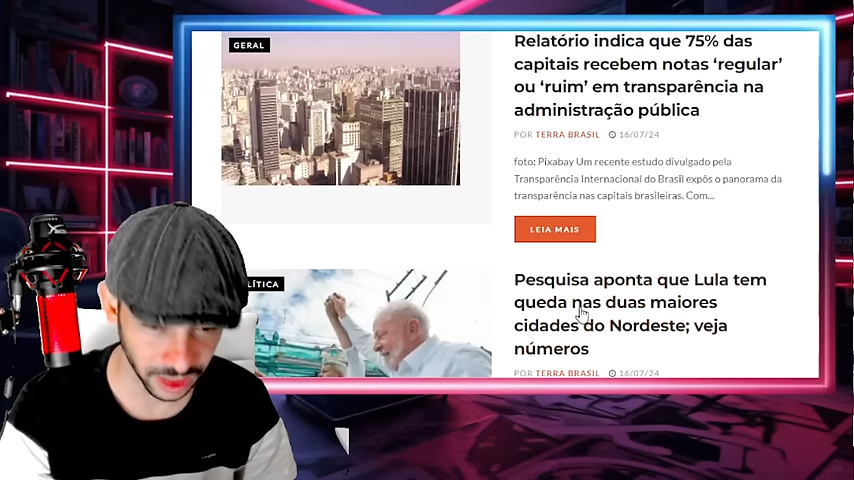 GERAL
Relatório indica que 75% das
capitais recebem notas ‘regular’
ou ‘ruim’ em transparência na
administração pública
POR TERRA BRASIL 16/07/24
foto: Pixabay Um recente estudo divulgado pela
Transparência Internacional do Brasil expôs o panorama da
transparência nas capitais brasileiras. Com...
LEIA MAIS
LÍTICA
Pesquisa aponta que Lula tem
queda nas duas maiores
cidades do Nordeste; veja
números
POR TERRA BRASIL 16/07/24